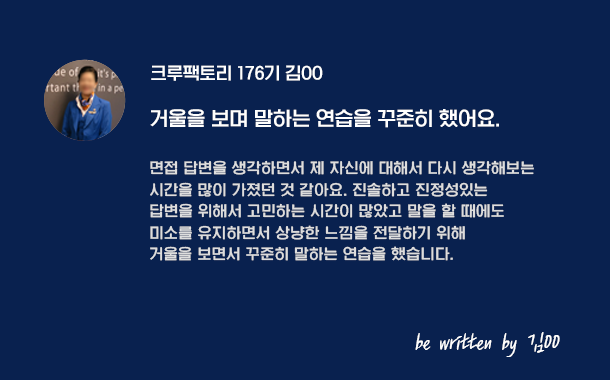 크루팩토리 176기 김OO
거울을 보며 말하는 연습을 꾸준히 했어요.
면접 답변을 생각하면서 제 자신에 대해서 다시 생각해보는
시간을 많이 가졌던 것 같아요. 진솔하고 진정성있는
답변을 위해서 고민하는 시간이 많았고 말을 할 때에도
미소를 유지하면서 상냥한 느낌을 전달하기 위해
거울을 보면서 꾸준히 말하는 연습을 했습니다.
be written by 김OO